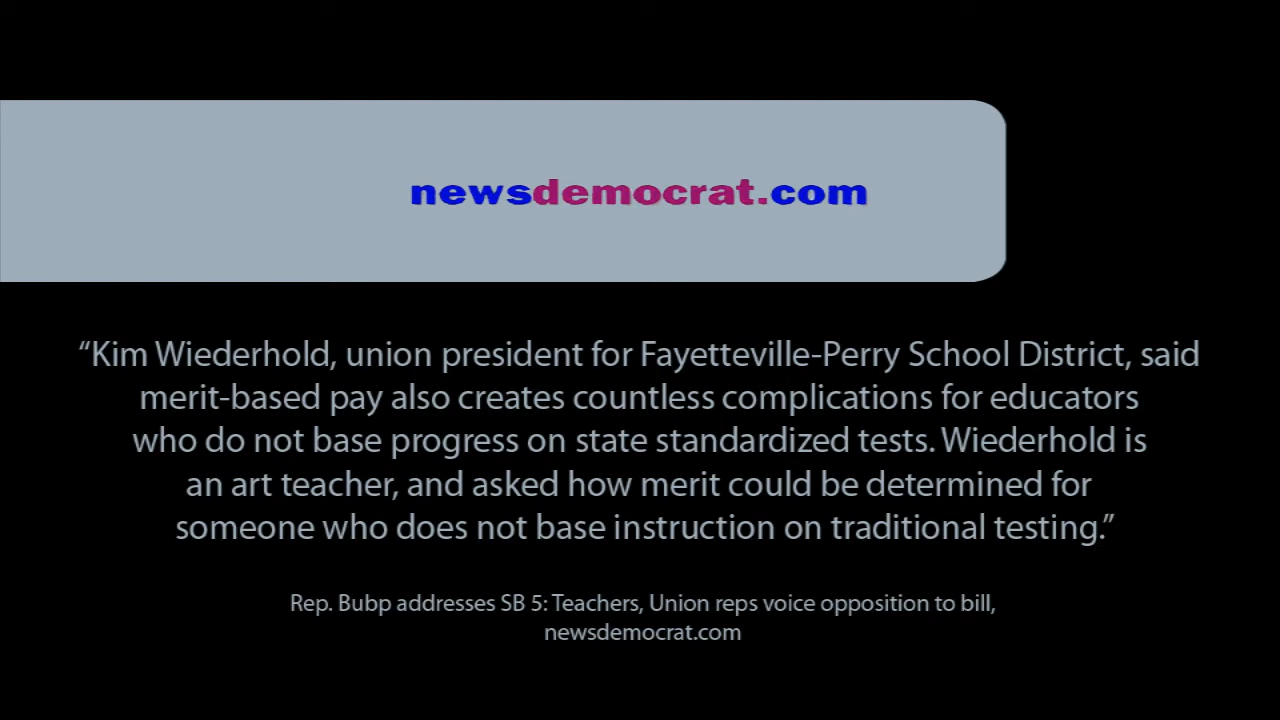 newsdemocrat.com
“Kim Wiederhold, union president for Fayetteville-Perry School District, said
merit-based pay also creates countless complications for educators
who do not base progress on state standardized tests. Wiederhold is
an art teacher, and asked how merit could be determined for
someone who does not base instruction on traditional testing.”
Rep. Bubp addresses SB 5: Teachers, Union reps voice opposition to bill,
newsdemocrat.com